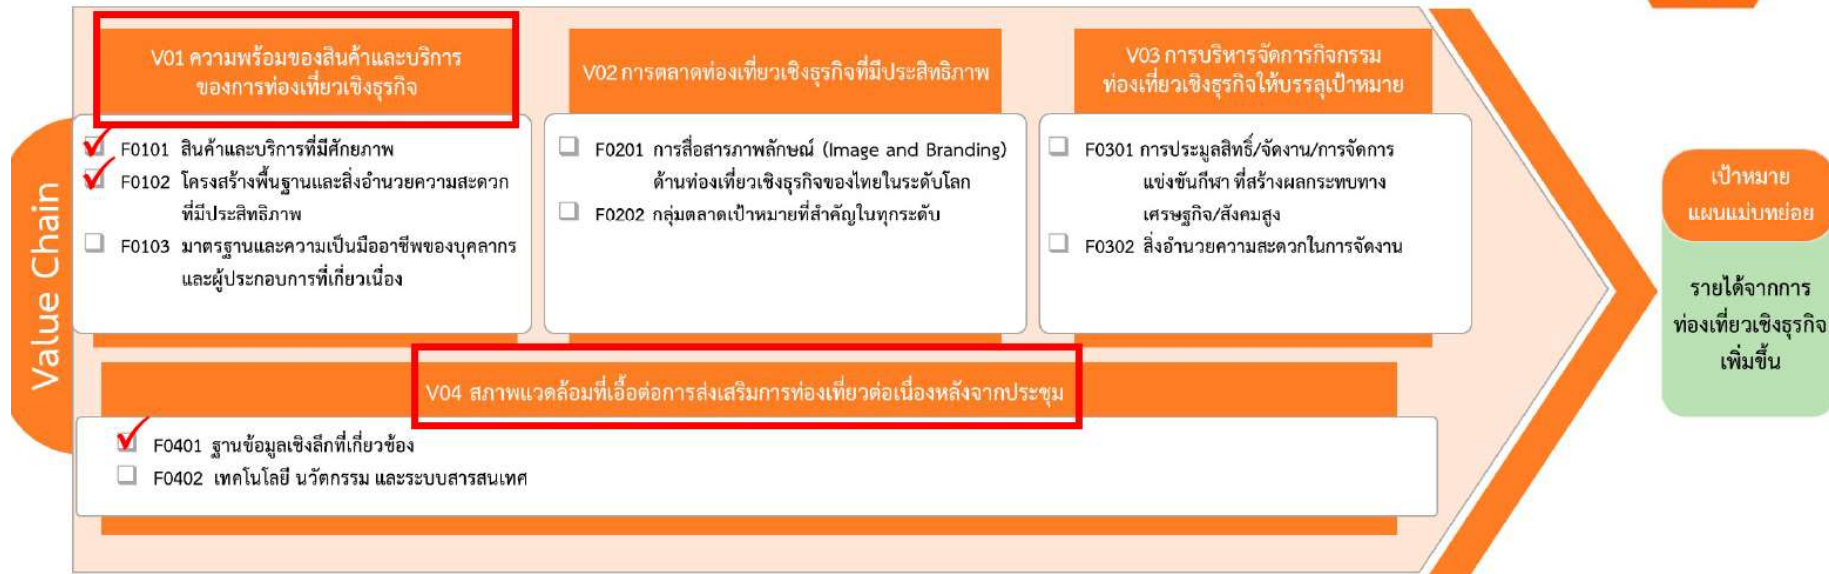 Value Chain
V01 ความพร้อมของสินค้าและบริการ
ของการท่องเที่ยวเชิงธุรกิจ
F0101 สินค้าและบริการที่มีศักยภาพ
F0102 โครงสร้างพื้นฐานและสิ่งอำนวยความสะดวก
ที่มีประสิทธิภาพ
F0103 มาตรฐานและความเป็นมืออาชีพของบุคลากร
และผู้ประกอบการที่เกี่ยวเนื่อง
V02 การตลาดท่องเที่ยวเชิงธุรกิจที่มีประสิทธิภาพ
F0201 การสื่อสารภาพลักษณ์ (Image and Branding)
ด้านท่องเที่ยวเชิงธุรกิจของไทยในระดับโลก
F0202 กลุ่มตลาดเป้าหมายที่สำคัญในทุกระดับ
V03 การบริหารจัดการกิจกรรม
ท่องเที่ยวเชิงธุรกิจให้บรรลุเป้าหมาย
F0301 การประมูลสิทธิ์/จัดงาน/การจัดการ
แข่งขันกีฬา ที่สร้างผลกระทบทาง
เศรษฐกิจ/สังคมสูง
F0302 สิ่งอำนวยความสะดวกในการจัดงาน
V04 สภาพแวดล้อมที่เอื้อต่อการส่งเสริมการท่องเที่ยวต่อเนื่องหลังจากประชุม
F0401 ฐานข้อมูลเชิงลึกที่เกี่ยวข้อง
F0402 เทคโนโลยี นวัตกรรม และระบบสารสนเทศ
เป้าหมาย
แผนแม่บทย่อย
รายได้จากการ
ท่องเที่ยวเชิงธุรกิจ
เพิ่มขึ้น